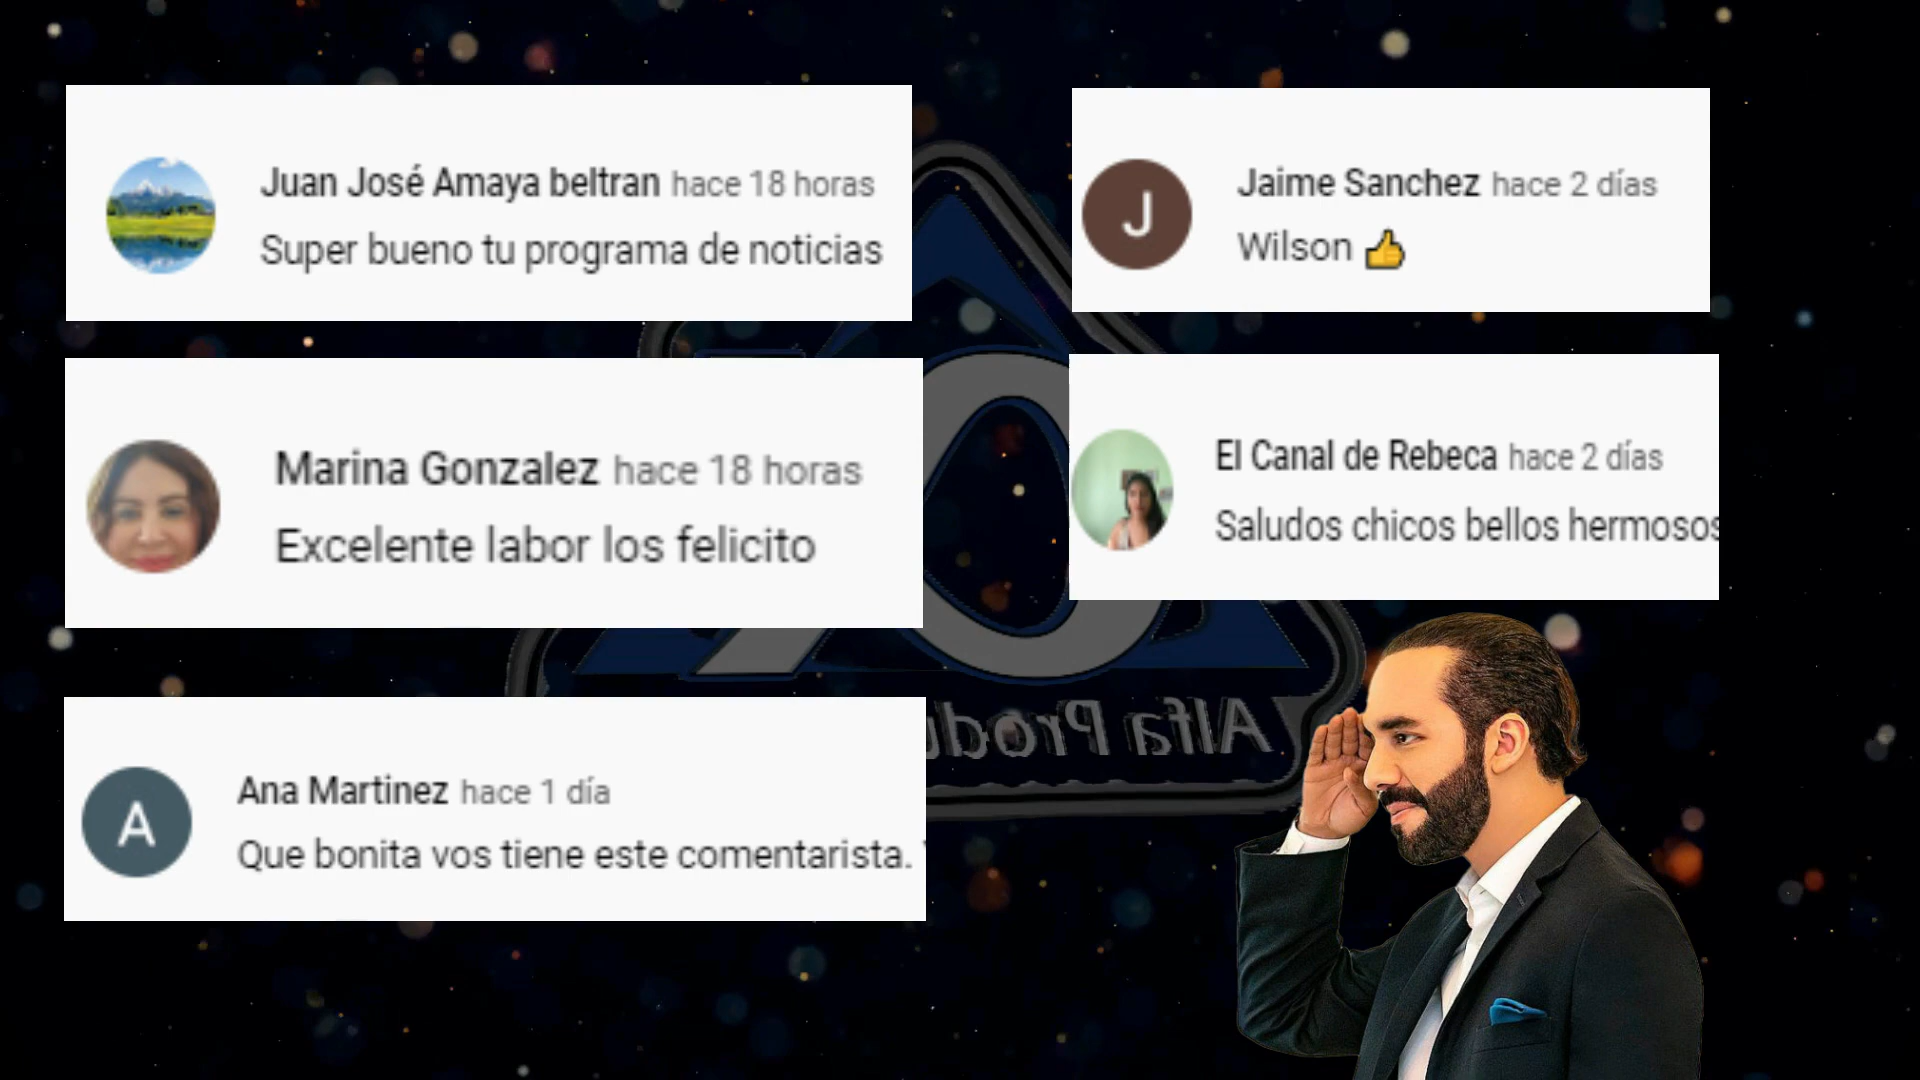 Juan José Amaya beltran hace 18 horas
Super bueno tu programa de noticias
Marina Gonzalez hace 18 horas
Excelente labor los felicito
A
Ana Martinez hace 1 día
Que bonita vos tiene este comentarista.
J
Jaime Sanchez hace 2 días
Wilson 👍
El Canal de Rebeca hace 2 días
Saludos chicos bellos hermosos
Alfa Produ